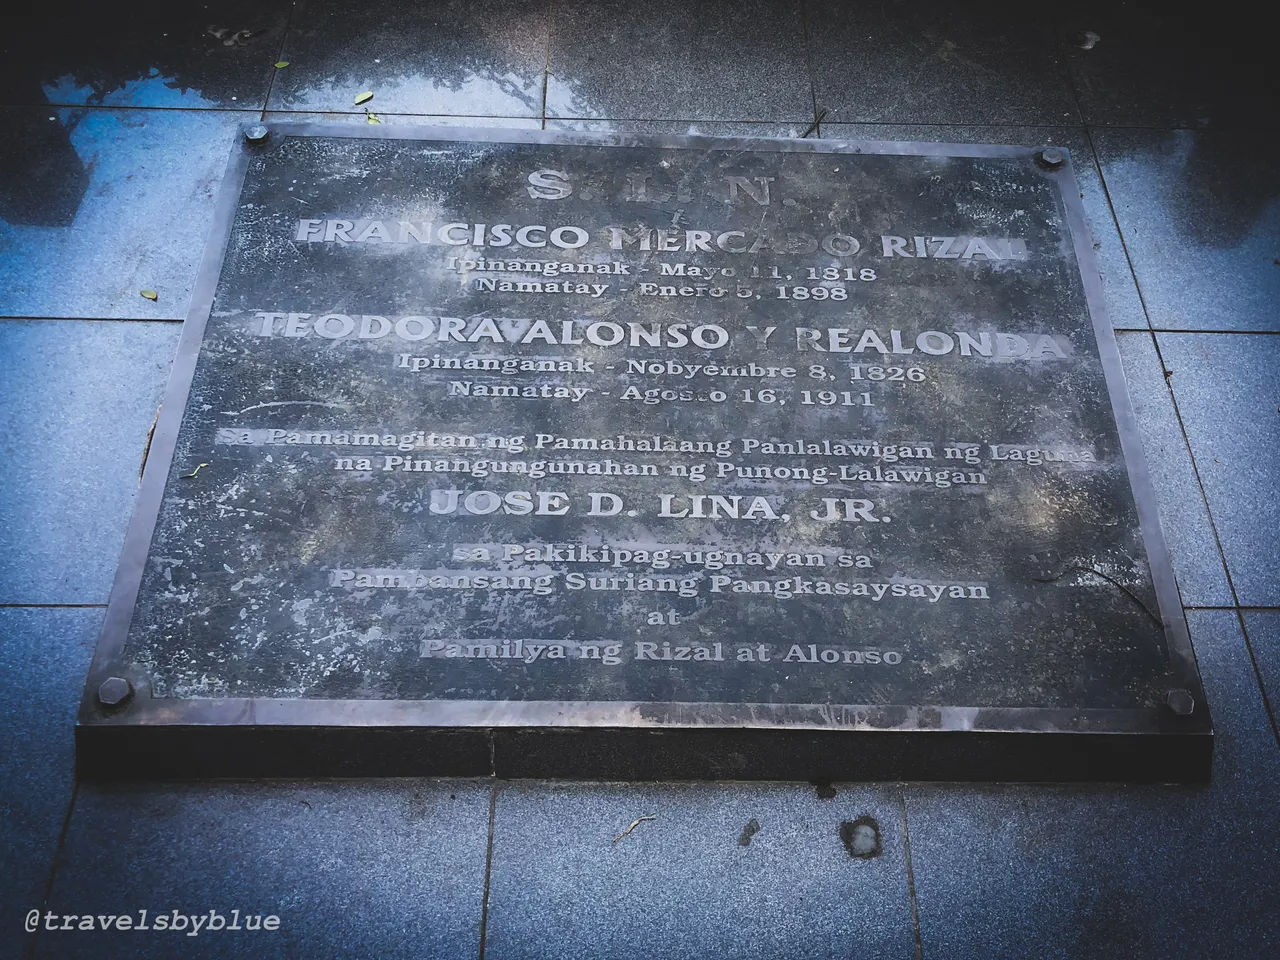 S. L. N.
FRANCISCO MERCADO RIZAL
Ipinanganak - Mayo 11, 1818
Namatay - Enero 5, 1898
TEODORA ALONSO Y REALONDA
Ipinanganak - Nobyembre 8, 1826
Namatay - Agosto 16, 1911
Sa Pamamagitan ng Pamahalaang Panlalawigan ng Laguna
na Pinangungunahan ng Punong-Lalawigan
JOSE D. LINA, JR.
sa Pakikipag-ugnayan sa
Pambansang Suriang Pangkasaysayan
at
Pamilya ng Rizal at Alonso
@travelsbyblue